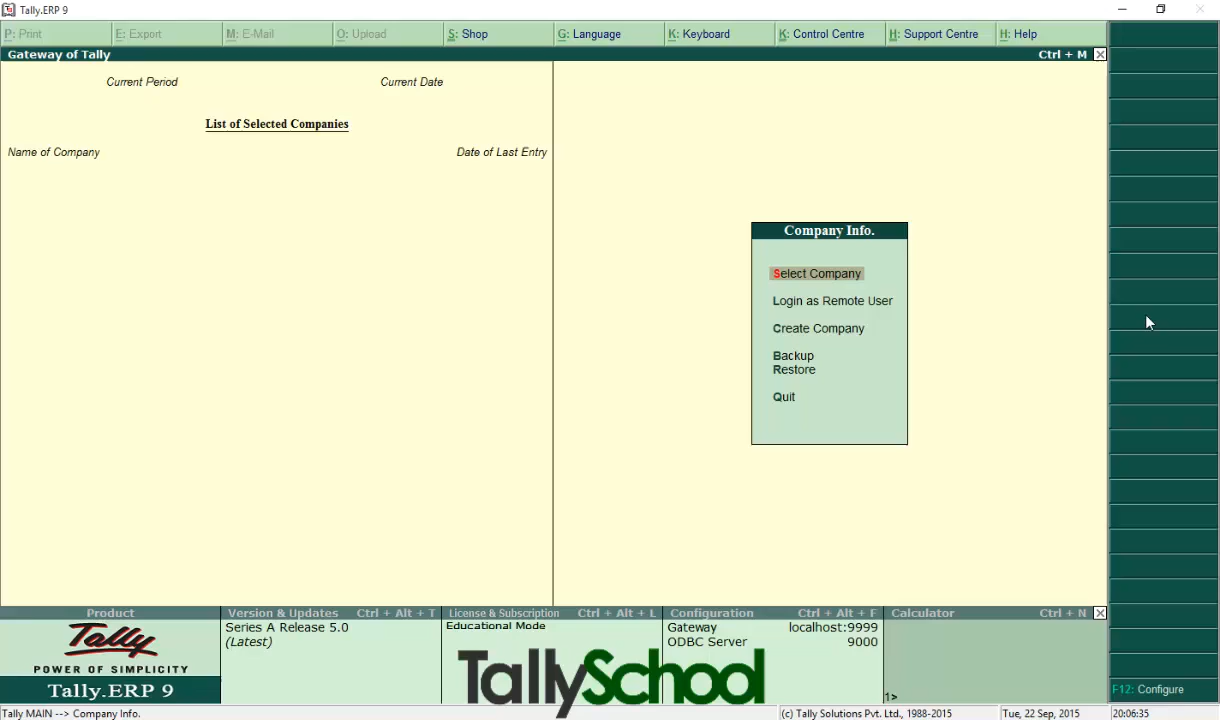 Tally.ERP 9
P: Print E: Export M: E-Mail O: Upload S: Shop G: Language K: Keyboard K: Control Centre H: Support Centre H: Help
Gateway of Tally Ctrl + M
Current Period Current Date
List of Selected Companies
Name of Company Date of Last Entry
Company Info.
Select Company
Login as Remote User
Create Company
Backup
Restore
Quit
Product Version & Updates Ctrl + Alt + T License & Subscription Ctrl + Alt + L Configuration Ctrl + Alt + F Calculator Ctrl + N
Series A Release 5.0 Educational Mode Gateway localhost:9999
(Latest) ODBC Server 9000
Tally
POWER OF SIMPLICITY
TallySchool
Tally.ERP 9
1>
F12: Configure
Tally MAIN --> Company Info. (c) Tally Solutions Pvt. Ltd., 1988-2015 Tue, 22 Sep, 2015 20:06:35